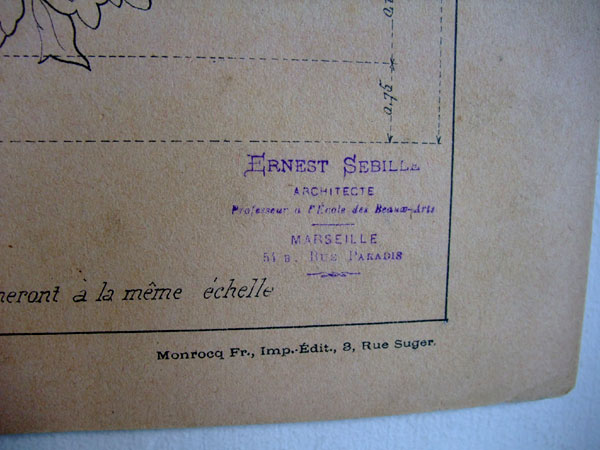 0.75
ERNEST SEBILLE
ARCHITECTE
Professeur a l'École des Beaux-Arts
MARSEILLE
51 B. RUE PARADIS
neront à la même échelle
Monrocq Fr., Imp.-Édit., 3, Rue Suger.